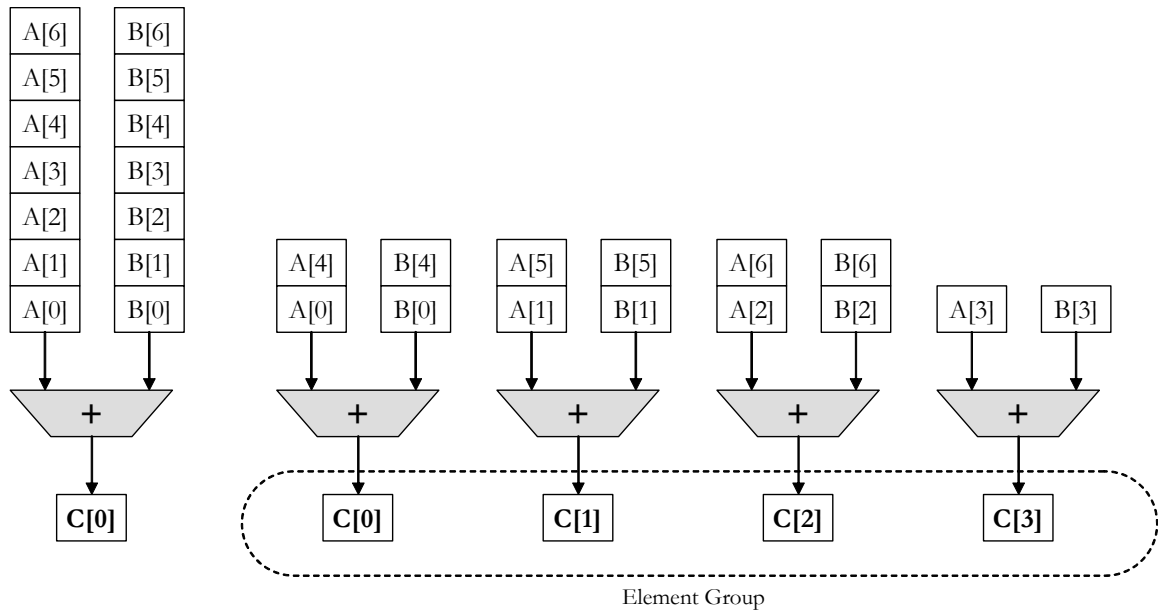 A[6] B[6]
A[5] B[5]
A[4] B[4]
A[3] B[3]
A[2] B[2]
A[1] B[1] A[4] B[4] A[5] B[5] A[6] B[6]
A[0] B[0] A[0] B[0] A[1] B[1] A[2] B[2] A[3] B[3]
+ + + + +
C[0] C[0] C[1] C[2] C[3]
Element Group